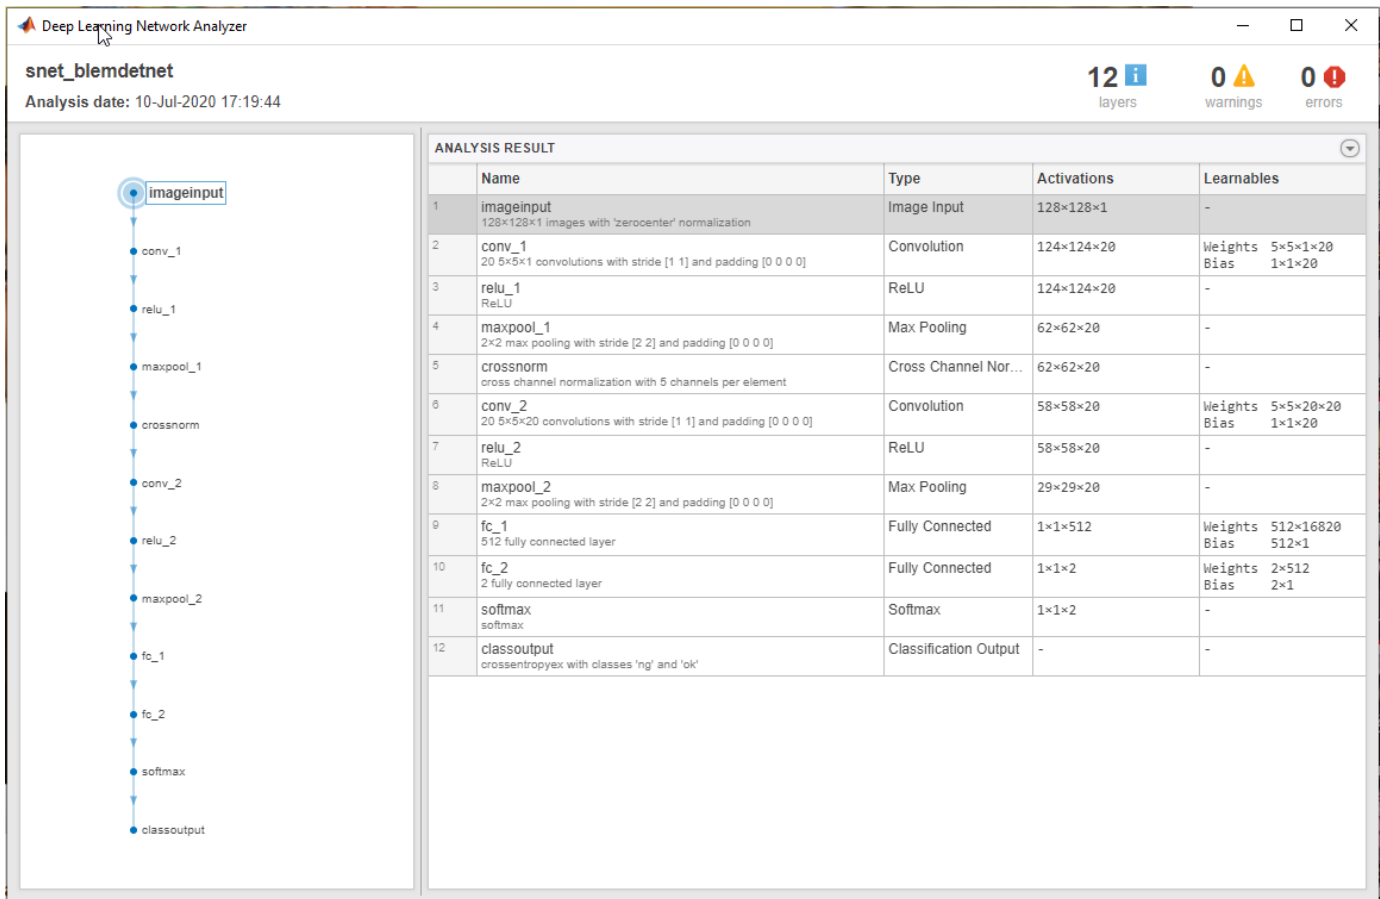 Deep Learning Network Analyzer
snet_blemdetnet
Analysis date: 10-Jul-2020 17:19:44
12 i
layers
0
warnings
0
errors
imageinput
conv_1
relu_1
maxpool_1
crossnorm
conv_2
relu_2
maxpool_2
fc_1
fc_2
softmax
classoutput
ANALYSIS RESULT
Name Type Activations Learnables
1 imageinput Image Input 128×128×1 -
128×128×1 images with 'zerocenter' normalization
2 conv_1 Convolution 124×124×20 Weights 5×5×1×20
20 5×5×1 convolutions with stride [1 1] and padding [0 0 0 0] Bias 1×1×20
3 relu_1 ReLU 124×124×20 -
ReLU
4 maxpool_1 Max Pooling 62×62×20 -
2×2 max pooling with stride [2 2] and padding [0 0 0 0]
5 crossnorm Cross Channel Nor... 62×62×20 -
cross channel normalization with 5 channels per element
6 conv_2 Convolution 58×58×20 Weights 5×5×20×20
20 5×5×20 convolutions with stride [1 1] and padding [0 0 0 0] Bias 1×1×20
7 relu_2 ReLU 58×58×20 -
ReLU
8 maxpool_2 Max Pooling 29×29×20 -
2×2 max pooling with stride [2 2] and padding [0 0 0 0]
9 fc_1 Fully Connected 1×1×512 Weights 512×16820
512 fully connected layer Bias 512×1
10 fc_2 Fully Connected 1×1×2 Weights 2×512
2 fully connected layer Bias 2×1
11 softmax Softmax 1×1×2 -
softmax
12 classoutput Classification Output - -
crossentropyex with classes 'ng' and 'ok'